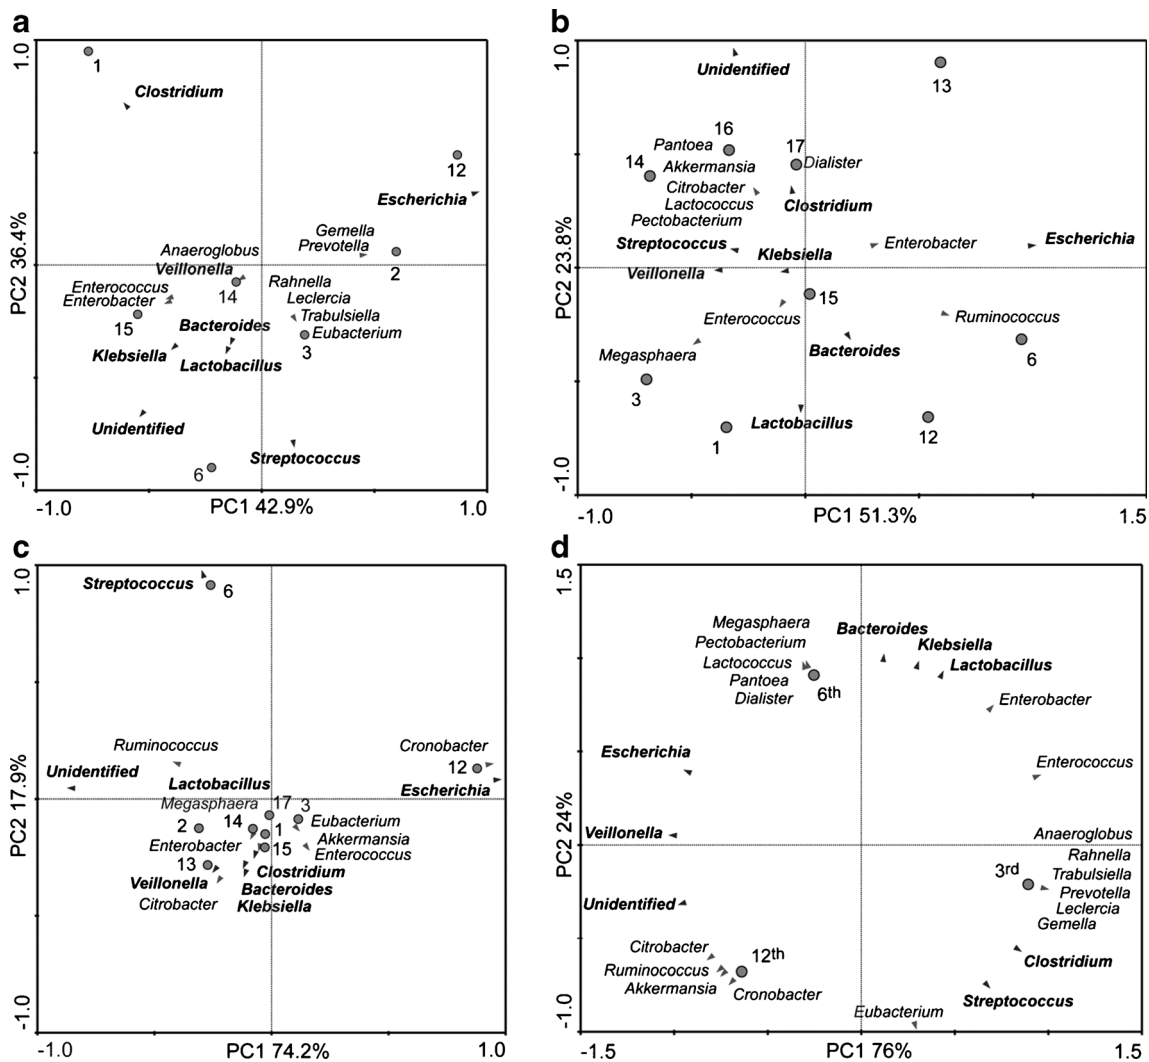 a
1.0
1
Clostridium
12
Escherichia
Gemella
Prevotella
2
Anaeroglobus
Veillonella
14
Rahnella
Leclercia
Trabulsiella
Eubacterium
3
Enterococcus
Enterobacter
15
Bacteroides
Klebsiella
Lactobacillus
Unidentified
Streptococcus
6
PC2 36.4%
-1.0
-1.0
PC1 42.9%
1.0
b
1.0
Unidentified
13
16
Pantoea
17
Dialister
14
Akkermansia
Citrobacter
Lactococcus
Clostridium
Pectobacterium
Streptococcus
Klebsiella
Enterobacter
Escherichia
Veillonella
15
Enterococcus
Ruminococcus
Megasphaera
Bacteroides
6
3
Lactobacillus
1
12
PC2 23.8%
-1.0
-1.0
PC1 51.3%
1.5
c
1.0
Streptococcus
6
Ruminococcus
Cronobacter
Unidentified
12
Lactobacillus
Escherichia
Megasphaera
17
3
2
14
1
Eubacterium
Akkermansia
Enterobacter
15
Enterococcus
13
Clostridium
Veillonella
Bacteroides
Citrobacter
Klebsiella
PC2 17.9%
-1.0
-1.0
PC1 74.2%
1.0
d
1.5
Megasphaera
Bacteroides
Pectobacterium
Klebsiella
Lactococcus
Lactobacillus
Pantoea
Dialister
6th
Enterobacter
Escherichia
Enterococcus
Veillonella
Anaeroglobus
Rahnella
3rd
Trabulsiella
Prevotella
Leclercia
Gemella
Unidentified
Citrobacter
12th
Clostridium
Ruminococcus
Akkermansia
Cronobacter
Streptococcus
Eubacterium
PC2 24%
-1.0
-1.5
PC1 76%
1.5